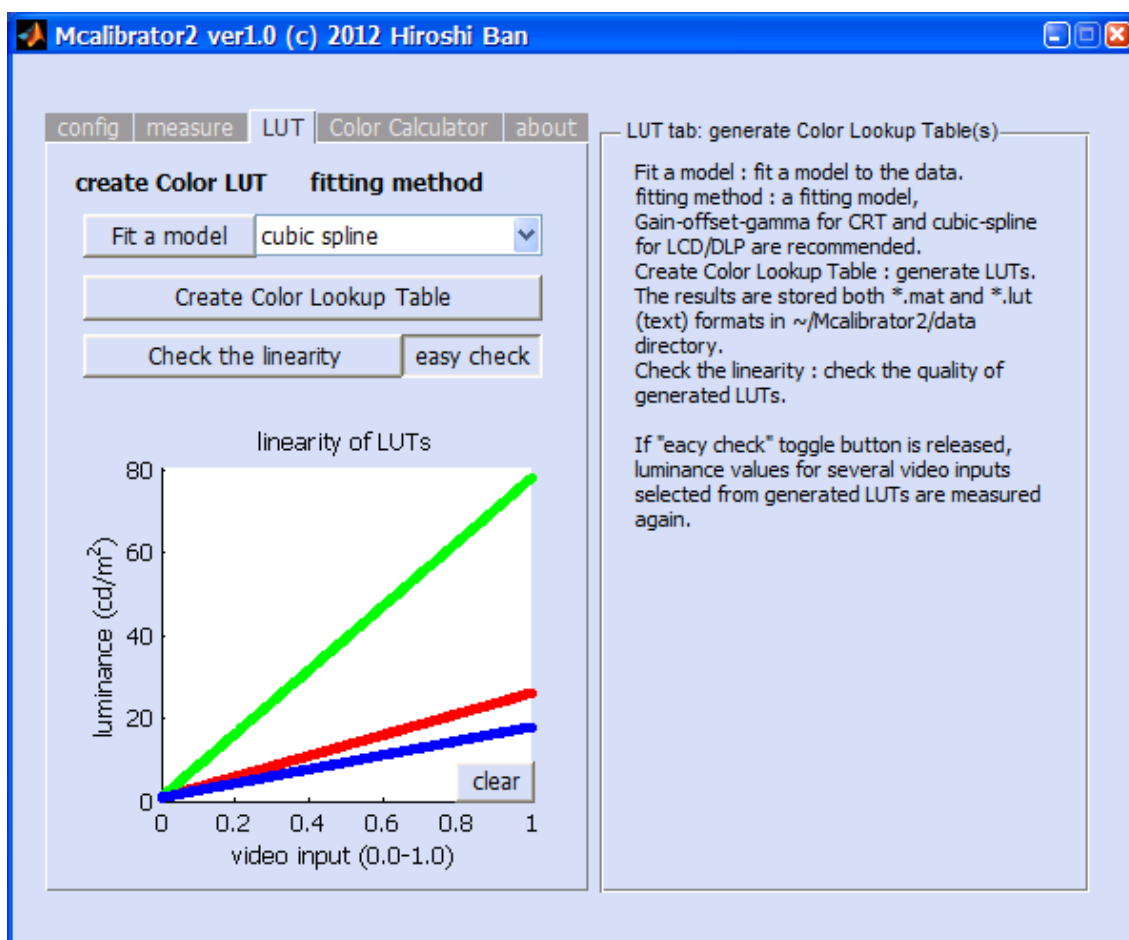 Mcalibrator2 ver1.0 (c) 2012 Hiroshi Ban
config measure LUT Color Calculator about
create Color LUT fitting method
Fit a model cubic spline
Create Color Lookup Table
Check the linearity easy check
linearity of LUTs
80
60
40
20
0
luminance (cd/m²)
clear
0 0.2 0.4 0.6 0.8 1
video input (0.0-1.0)
LUT tab: generate Color Lookup Table(s)
Fit a model : fit a model to the data.
fitting method : a fitting model,
Gain-offset-gamma for CRT and cubic-spline
for LCD/DLP are recommended.
Create Color Lookup Table : generate LUTs.
The results are stored both *.mat and *.lut
(text) formats in ~/Mcalibrator2/data
directory.
Check the linearity : check the quality of
generated LUTs.
If "eacy check" toggle button is released,
luminance values for several video inputs
selected from generated LUTs are measured
again.